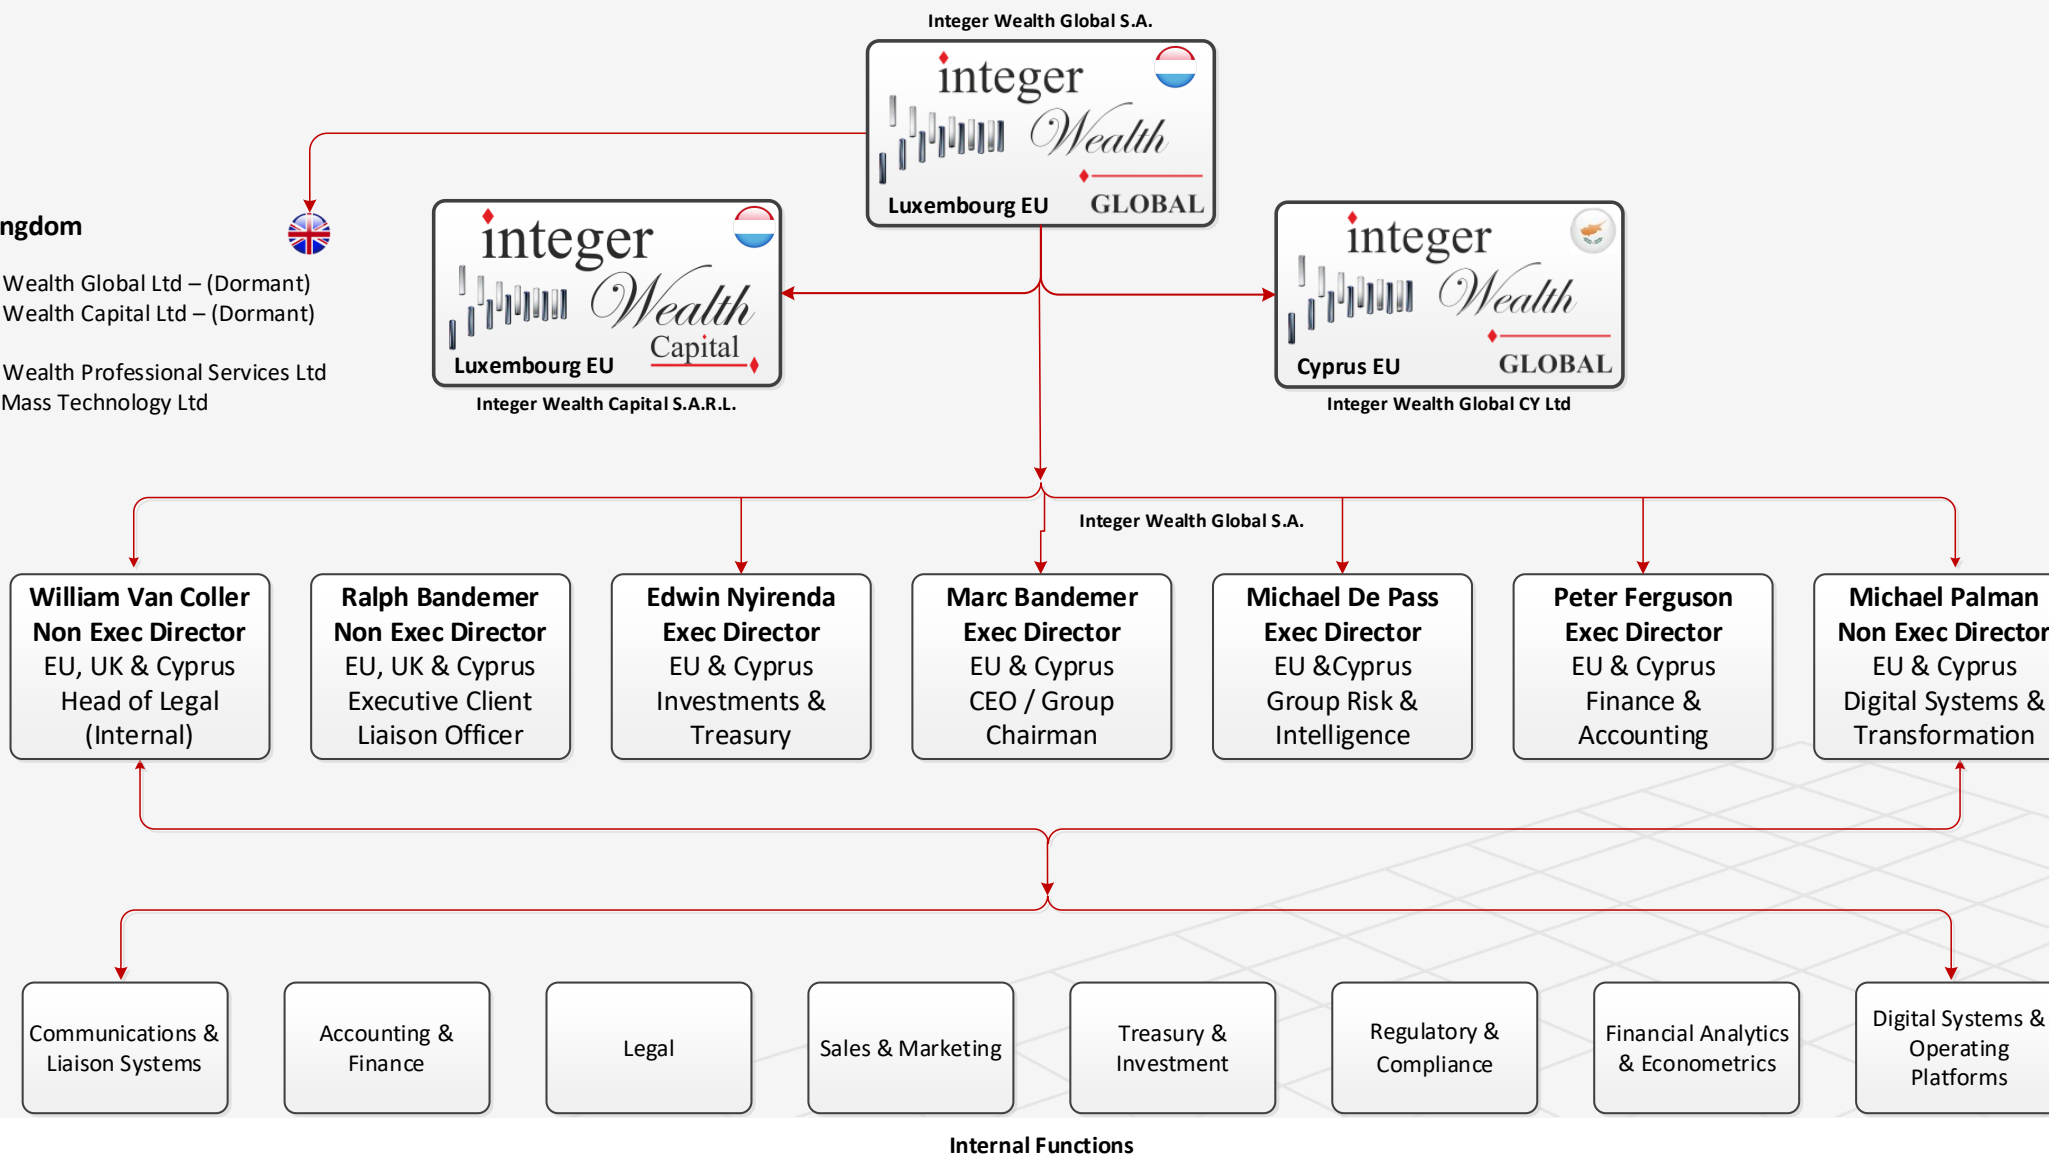 Integer Wealth Global S.A.
integer
Wealth
GLOBAL
Luxembourg EU
ngdom
Wealth Global Ltd – (Dormant)
Wealth Capital Ltd – (Dormant)
Wealth Professional Services Ltd
Mass Technology Ltd
integer
Wealth
Capital
Luxembourg EU
Integer Wealth Capital S.A.R.L.
integer
Wealth
GLOBAL
Cyprus EU
Integer Wealth Global CY Ltd
Integer Wealth Global S.A.
William Van Coller
Non Exec Director
EU, UK & Cyprus
Head of Legal
(Internal)
Ralph Bandemer
Non Exec Director
EU, UK & Cyprus
Executive Client
Liaison Officer
Edwin Nyirenda
Exec Director
EU & Cyprus
Investments &
Treasury
Marc Bandemer
Exec Director
EU & Cyprus
CEO / Group
Chairman
Michael De Pass
Exec Director
EU &Cyprus
Group Risk &
Intelligence
Peter Ferguson
Exec Director
EU & Cyprus
Finance &
Accounting
Michael Palman
Non Exec Director
EU & Cyprus
Digital Systems &
Transformation
Communications &
Liaison Systems
Accounting &
Finance
Legal
Sales & Marketing
Treasury &
Investment
Regulatory &
Compliance
Financial Analytics
& Econometrics
Digital Systems &
Operating
Platforms
Internal Functions